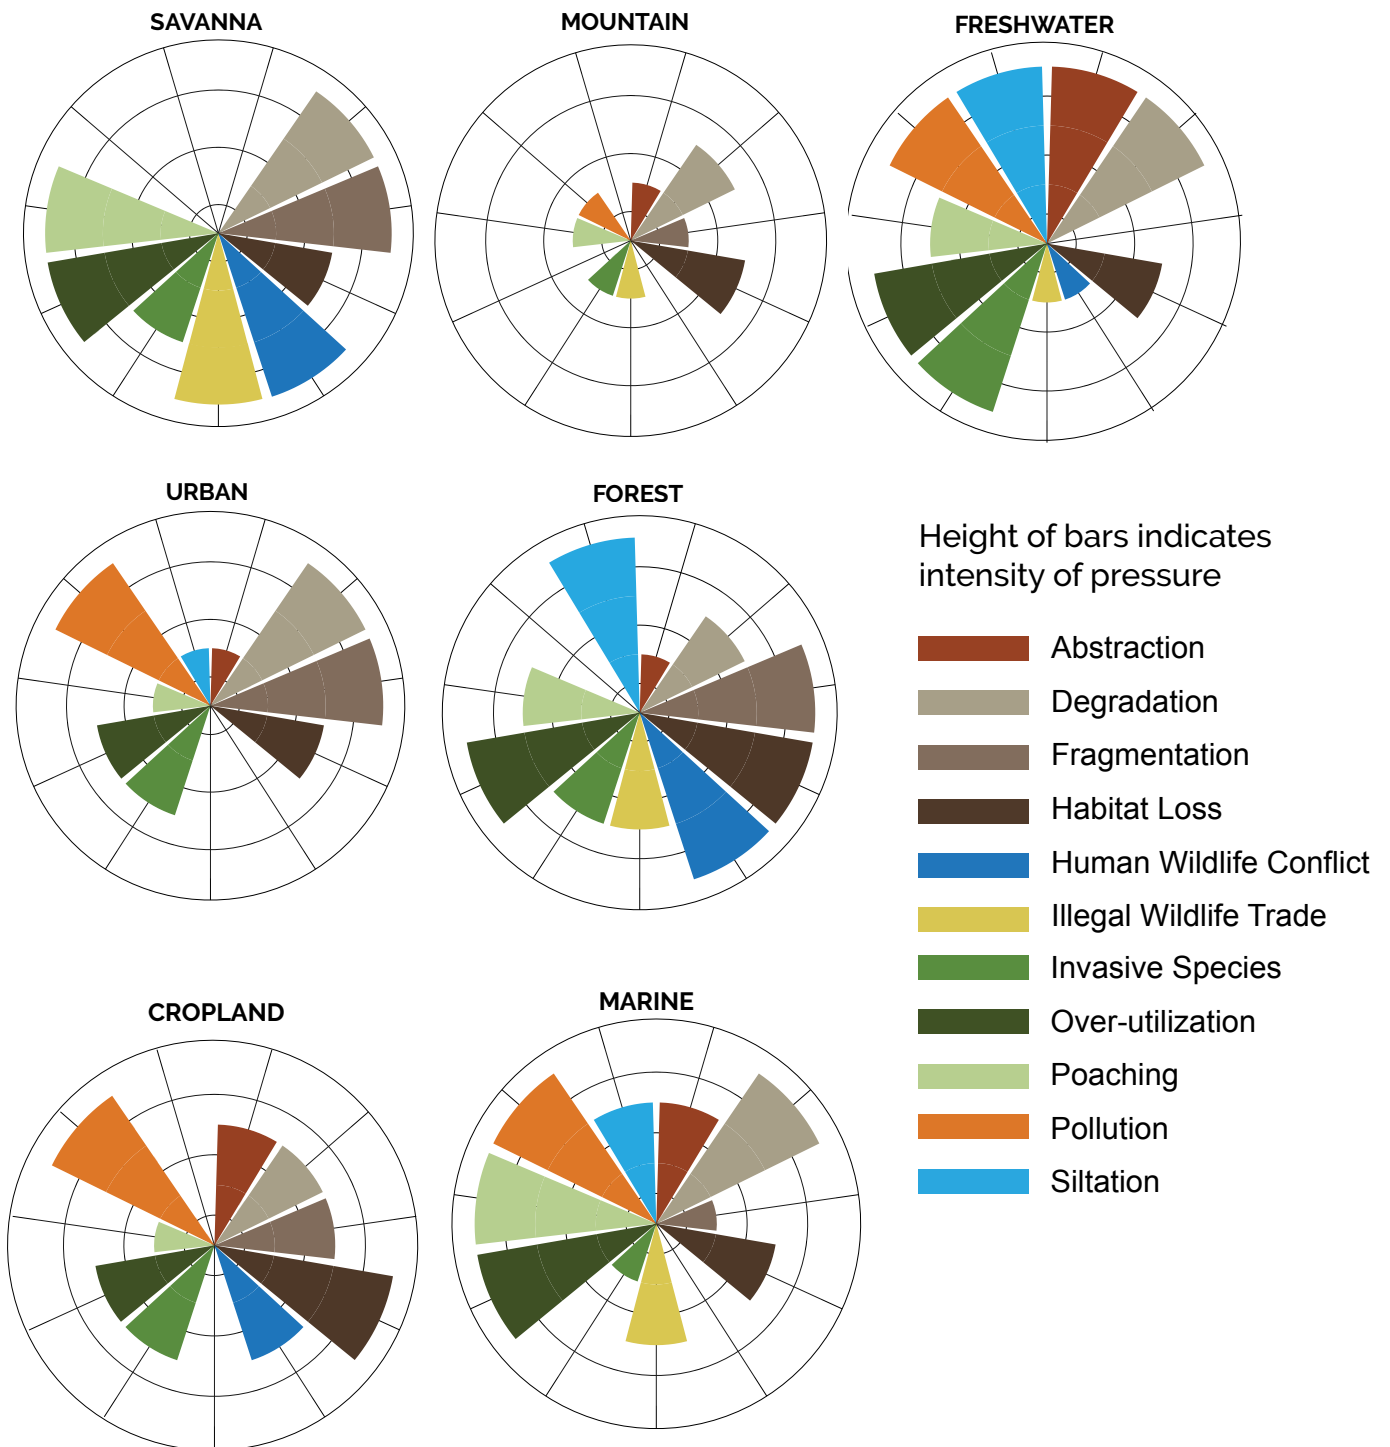 SAVANNA
MOUNTAIN
FRESHWATER
URBAN
FOREST
Height of bars indicates
intensity of pressure
Abstraction
Degradation
Fragmentation
Habitat Loss
Human Wildlife Conflict
Illegal Wildlife Trade
Invasive Species
Over-utilization
Poaching
Pollution
Siltation
CROPLAND
MARINE